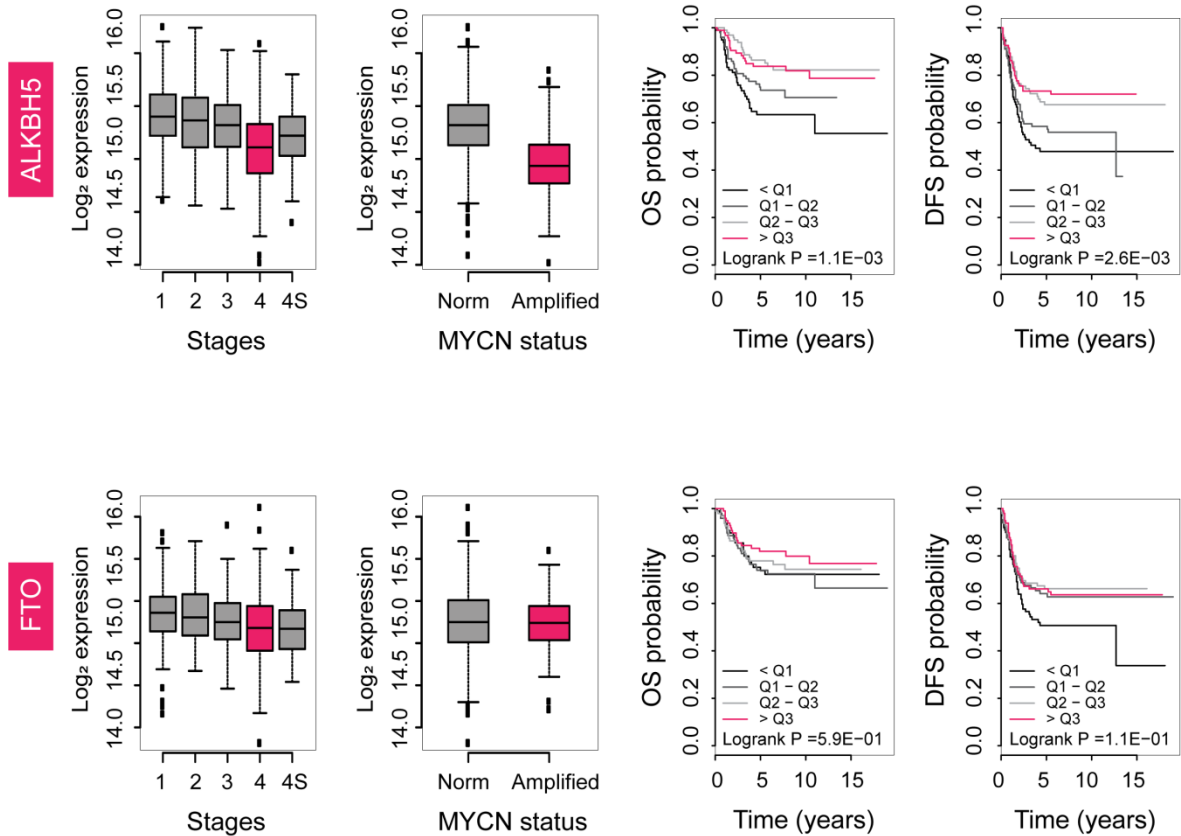 ALKBH5
Log₂ expression
14.0 14.5 15.0 15.5 16.0
1 2 3 4 4S
Stages
Log₂ expression
14.0 14.5 15.0 15.5 16.0
Norm Amplified
MYCN status
OS probability
0.0 0.2 0.4 0.6 0.8 1.0
< Q1
Q1 – Q2
Q2 – Q3
> Q3
Logrank P =1.1E−03
0 5 10 15
Time (years)
DFS probability
0.0 0.2 0.4 0.6 0.8 1.0
< Q1
Q1 – Q2
Q2 – Q3
> Q3
Logrank P =2.6E−03
0 5 10 15
Time (years)
FTO
Log₂ expression
14.0 14.5 15.0 15.5 16.0
1 2 3 4 4S
Stages
Log₂ expression
14.0 14.5 15.0 15.5 16.0
Norm Amplified
MYCN status
OS probability
0.0 0.2 0.4 0.6 0.8 1.0
< Q1
Q1 – Q2
Q2 – Q3
> Q3
Logrank P =5.9E−01
0 5 10 15
Time (years)
DFS probability
0.0 0.2 0.4 0.6 0.8 1.0
< Q1
Q1 – Q2
Q2 – Q3
> Q3
Logrank P =1.1E−01
0 5 10 15
Time (years)